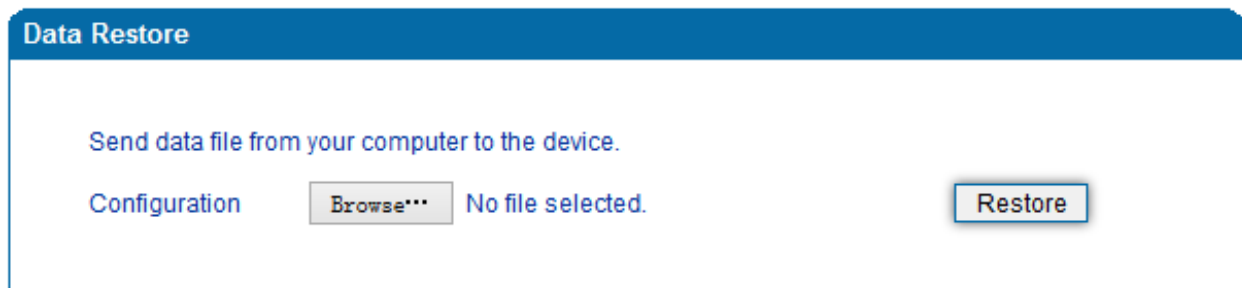 Data Restore
Send data file from your computer to the device.
Configuration Browse··· No file selected. Restore